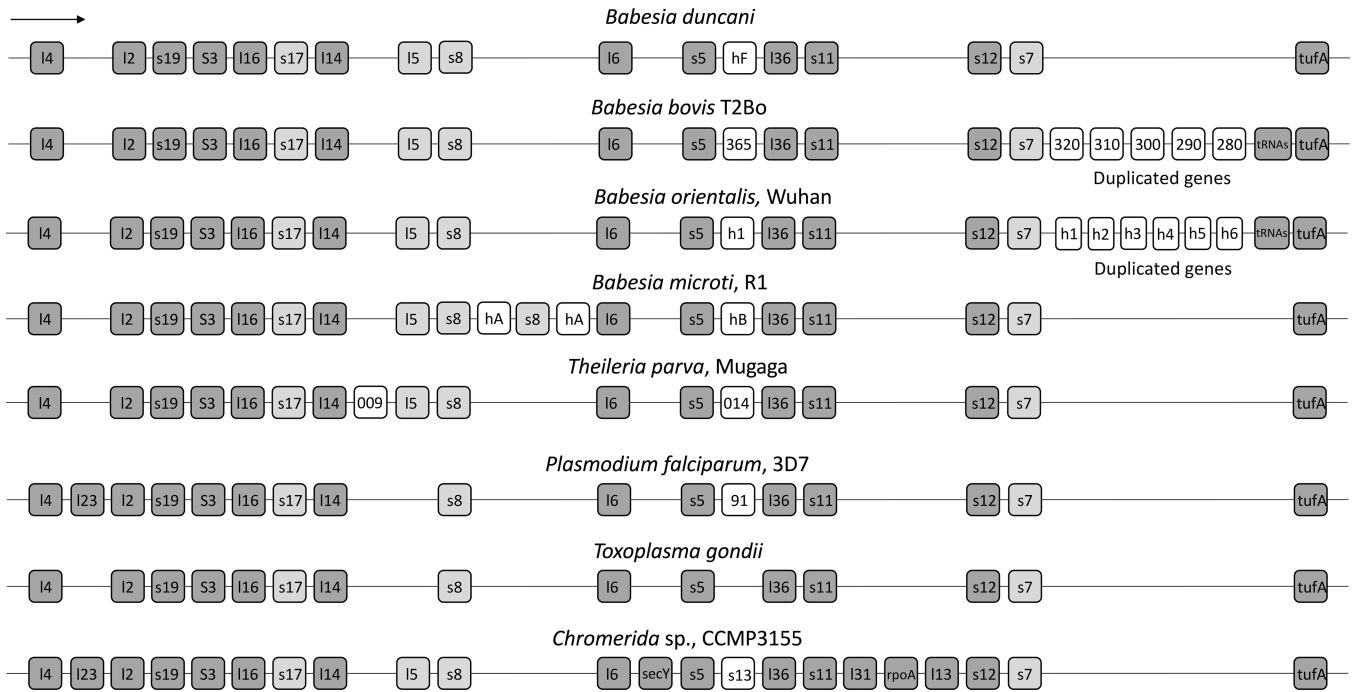 Babesia duncani
l4 l2 s19 S3 l16 s17 l14 l5 s8 l6 s5 hF l36 s11 s12 s7 tufA
Babesia bovis T2Bo
l4 l2 s19 S3 l16 s17 l14 l5 s8 l6 s5 365 l36 s11 s12 s7 320 310 300 290 280 tRNAs tufA
Duplicated genes
Babesia orientalis, Wuhan
l4 l2 s19 S3 l16 s17 l14 l5 s8 l6 s5 h1 l36 s11 s12 s7 h1 h2 h3 h4 h5 h6 tRNAs tufA
Duplicated genes
Babesia microti, R1
l4 l2 s19 S3 l16 s17 l14 l5 s8 hA s8 hA l6 s5 hB l36 s11 s12 s7 tufA
Theileria parva, Mugaga
l4 l2 s19 S3 l16 s17 l14 009 l5 s8 l6 s5 014 l36 s11 s12 s7 tufA
Plasmodium falciparum, 3D7
l4 l23 l2 s19 S3 l16 s17 l14 s8 l6 s5 91 l36 s11 s12 s7 tufA
Toxoplasma gondii
l4 l2 s19 S3 l16 s17 l14 s8 l6 s5 l36 s11 s12 s7 tufA
Chromerida sp., CCMP3155
l4 l23 l2 s19 S3 l16 s17 l14 l5 s8 l6 secY s5 s13 l36 s11 l31 rpoA l13 s12 s7 tufA